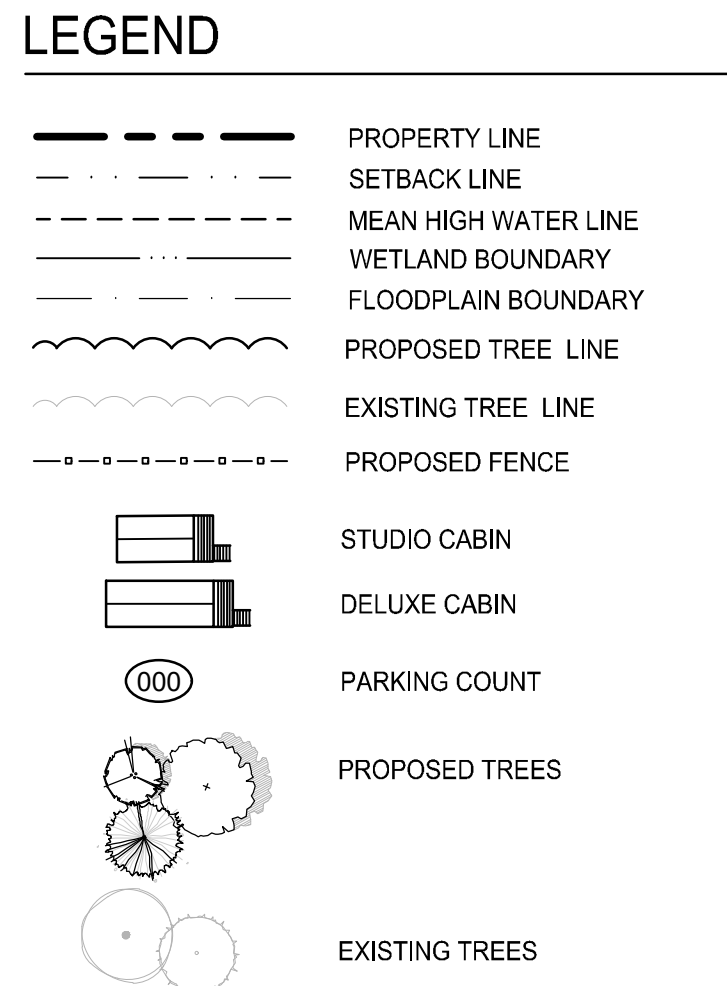 LEGEND
PROPERTY LINE
SETBACK LINE
MEAN HIGH WATER LINE
WETLAND BOUNDARY
FLOODPLAIN BOUNDARY
PROPOSED TREE LINE
EXISTING TREE LINE
PROPOSED FENCE
STUDIO CABIN
DELUXE CABIN
000 PARKING COUNT
PROPOSED TREES
EXISTING TREES